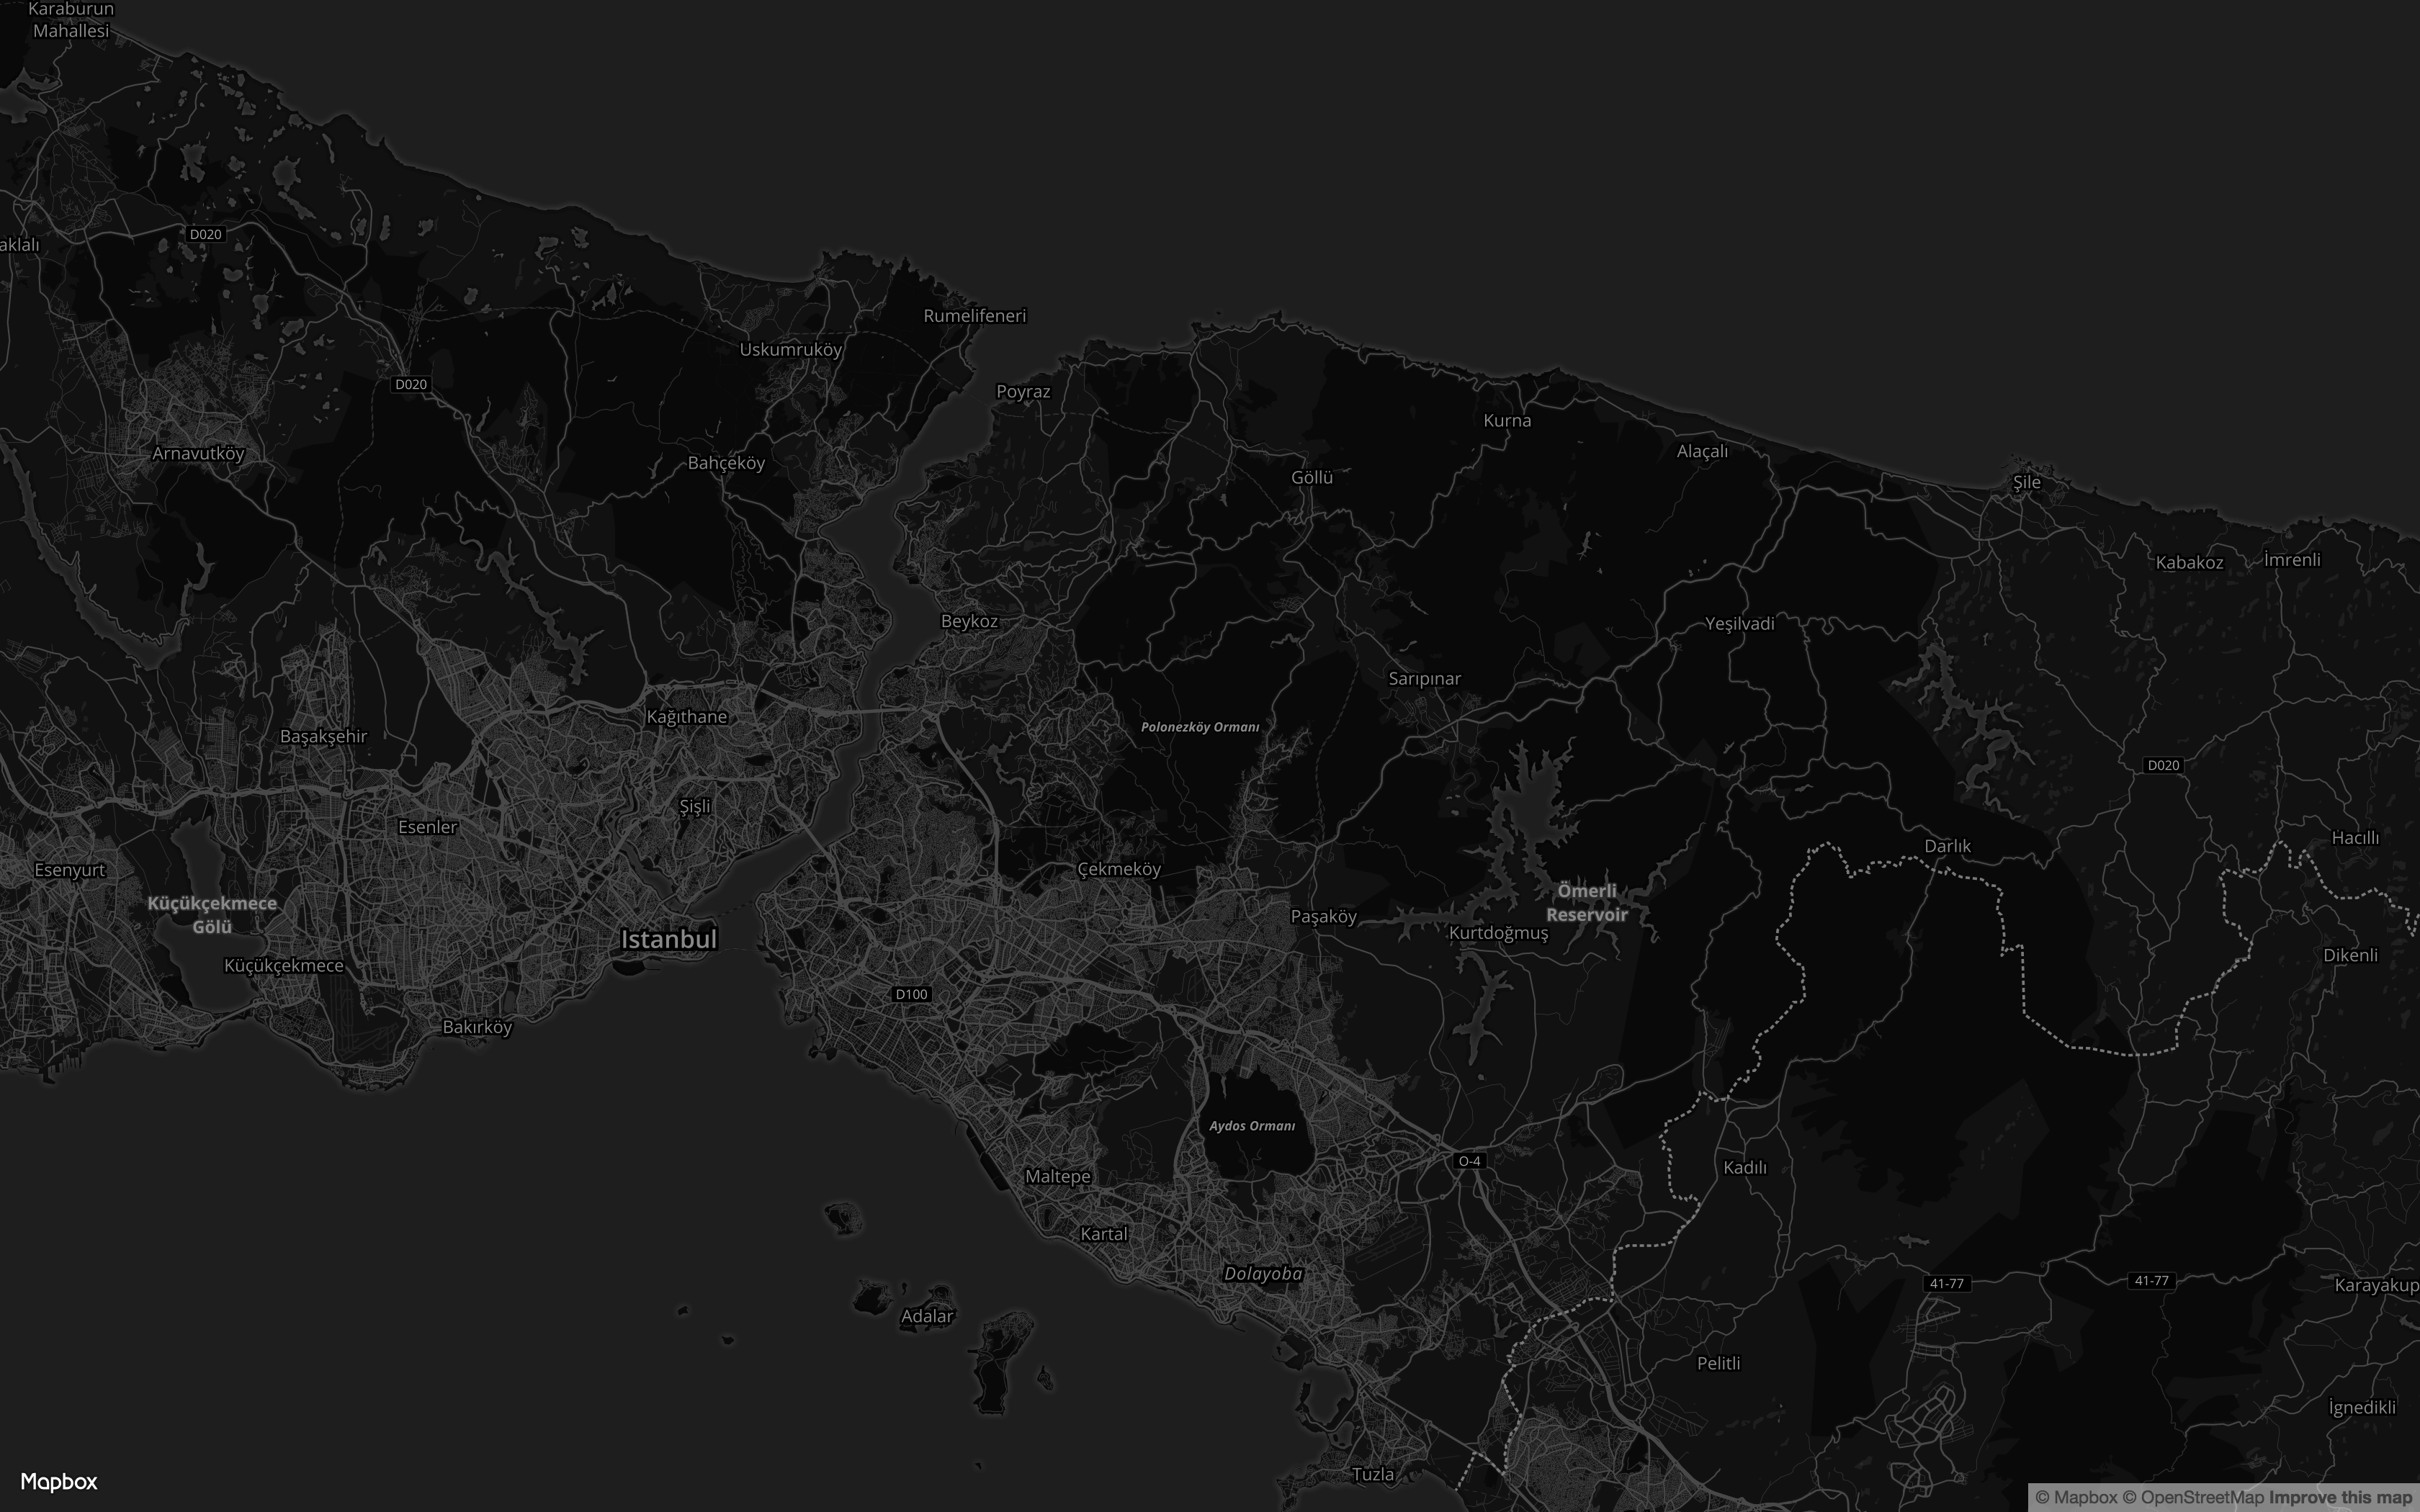 Karaburun
Mahallesi
D020
aklalı
Rumelifeneri
Uskumruköy
D020
Poyraz
Kurna
Arnavutköy
Alaçalı
Bahçeköy
Göllü
Şile
Kabakoz
İmrenli
Beykoz
Yeşilvadi
Sarıpınar
Kağıthane
Polonezköy Ormanı
Başakşehir
D020
Şişli
Esenler
Hacıllı
Darlık
Esenyurt
Çekmeköy
Ömerli
Reservoir
Küçükçekmece
Gölü
Paşaköy
Kurtdoğmuş
Istanbul
Dikenli
Küçükçekmece
D100
Bakırköy
Aydos Ormanı
O-4
Kadılı
Maltepe
Kartal
Dolayoba
41-77
41-77
Karayakup
Adalar
Pelitli
İgnedikli
Tuzla
Mapbox
© Mapbox © OpenStreetMap Improve this map